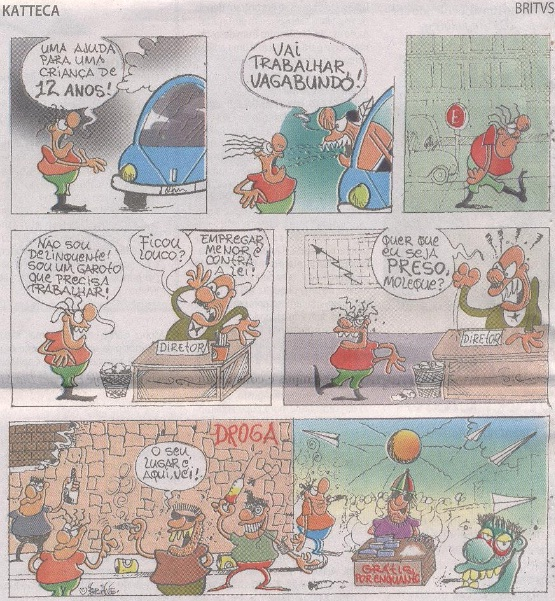 KATTECA
BRITVS
UMA AJUDA
PARA UMA
CRIANÇA DE
12 ANOS!
VAI
TRABALHAR,
VAGABUNDO!
E
NÃO SOU
DELINQUENTE!
SOU UM GAROTO
QUE PRECISA
TRABALHAR!
FICOU
LOUCO?
EMPREGAR
MENOR É
CONTRA
A LEI!
DIRETOR
QUER QUE
EU SEJA
PRESO,
MOLEQUE?
DIRETOR
DROGA
O SEU
LUGAR É
AQUI, VEI!
GRÁTIS,
POR ENQUANTO